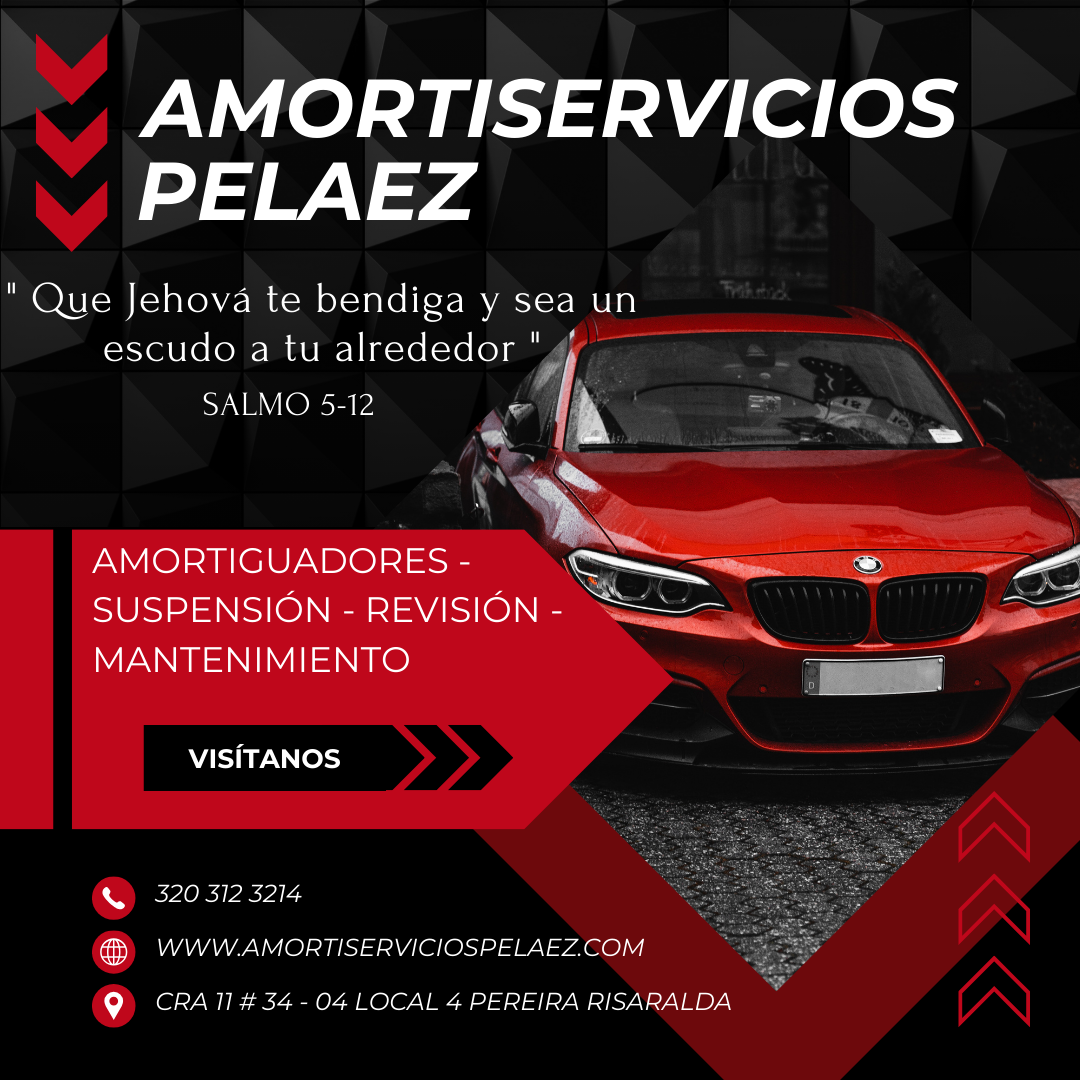 AMORTISERVICIOS
PELAEZ
" Que Jehová te bendiga y sea un
escudo a tu alrededor "
SALMO 5-12
AMORTIGUADORES -
SUSPENSIÓN - REVISIÓN -
MANTENIMIENTO
VISÍTANOS
320 312 3214
WWW.AMORTISERVICIOSPELAEZ.COM
CRA 11 # 34 - 04 LOCAL 4 PEREIRA RISARALDA
D